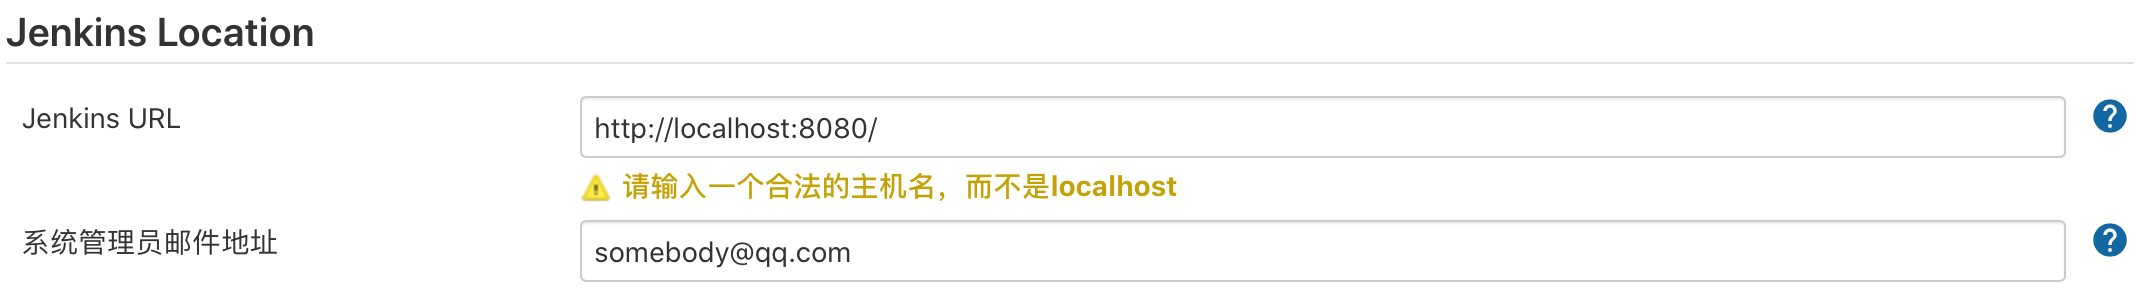 Jenkins Location
Jenkins URL
http://localhost:8080/
请输入一个合法的主机名，而不是localhost
系统管理员邮件地址
somebody@qq.com